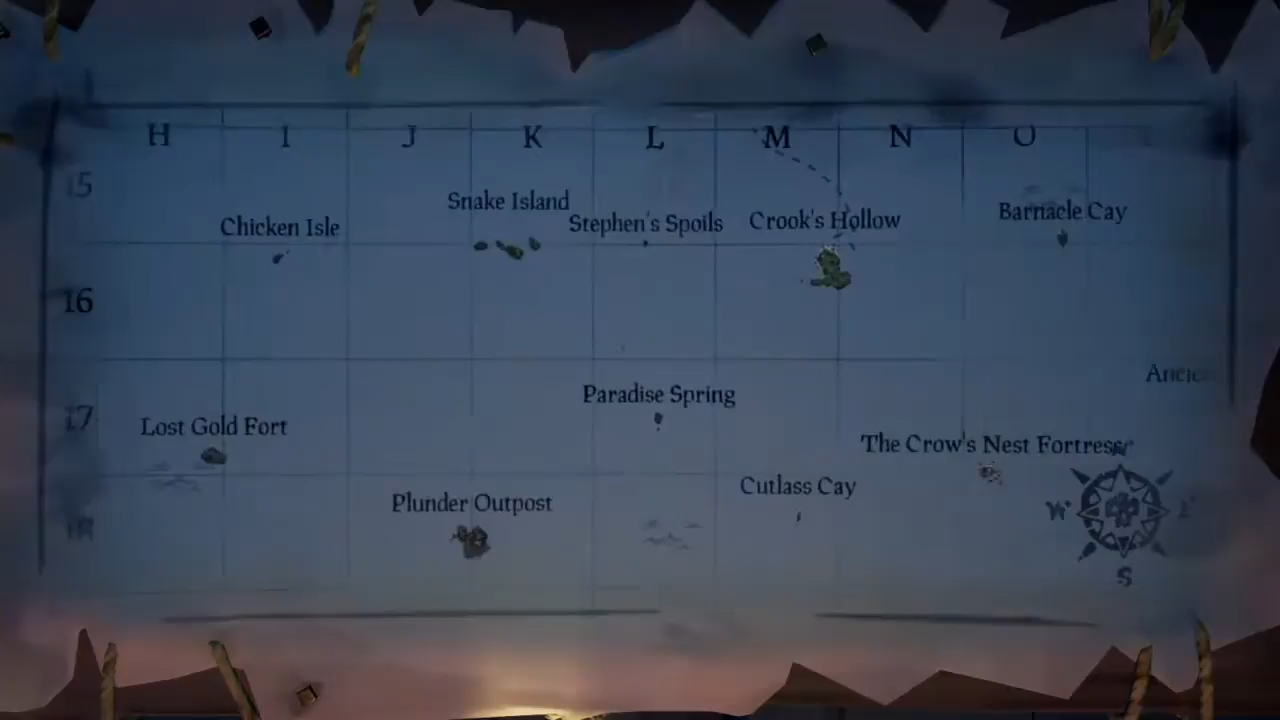 H I J K L M N O
15
Snake Island
Barnacle Cay
Crook's Hollow
Stephen's Spoils
Chicken Isle
16
Paradise Spring
17
Lost Gold Fort
The Crow's Nest Fortress
Cutlass Cay
Plunder Outpost
18
W
S